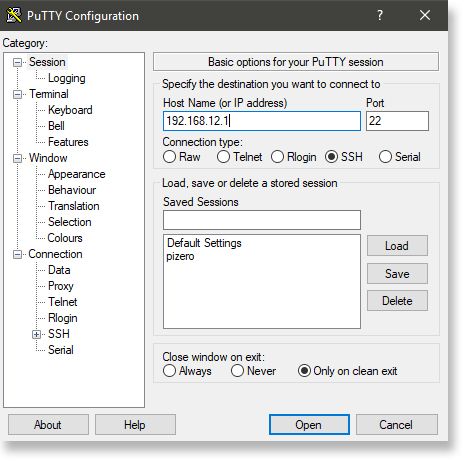 PuTTY Configuration
Category:
Session
Logging
Terminal
Keyboard
Bell
Features
Window
Appearance
Behaviour
Translation
Selection
Colours
Connection
Data
Proxy
Telnet
Rlogin
SSH
Serial
Basic options for your PuTTY session
Specify the destination you want to connect to
Host Name (or IP address) Port
192.168.12.1 22
Connection type:
Raw Telnet Rlogin SSH Serial
Load, save or delete a stored session
Saved Sessions
Default Settings
pizero
Load
Save
Delete
Close window on exit:
Always Never Only on clean exit
About Help Open Cancel